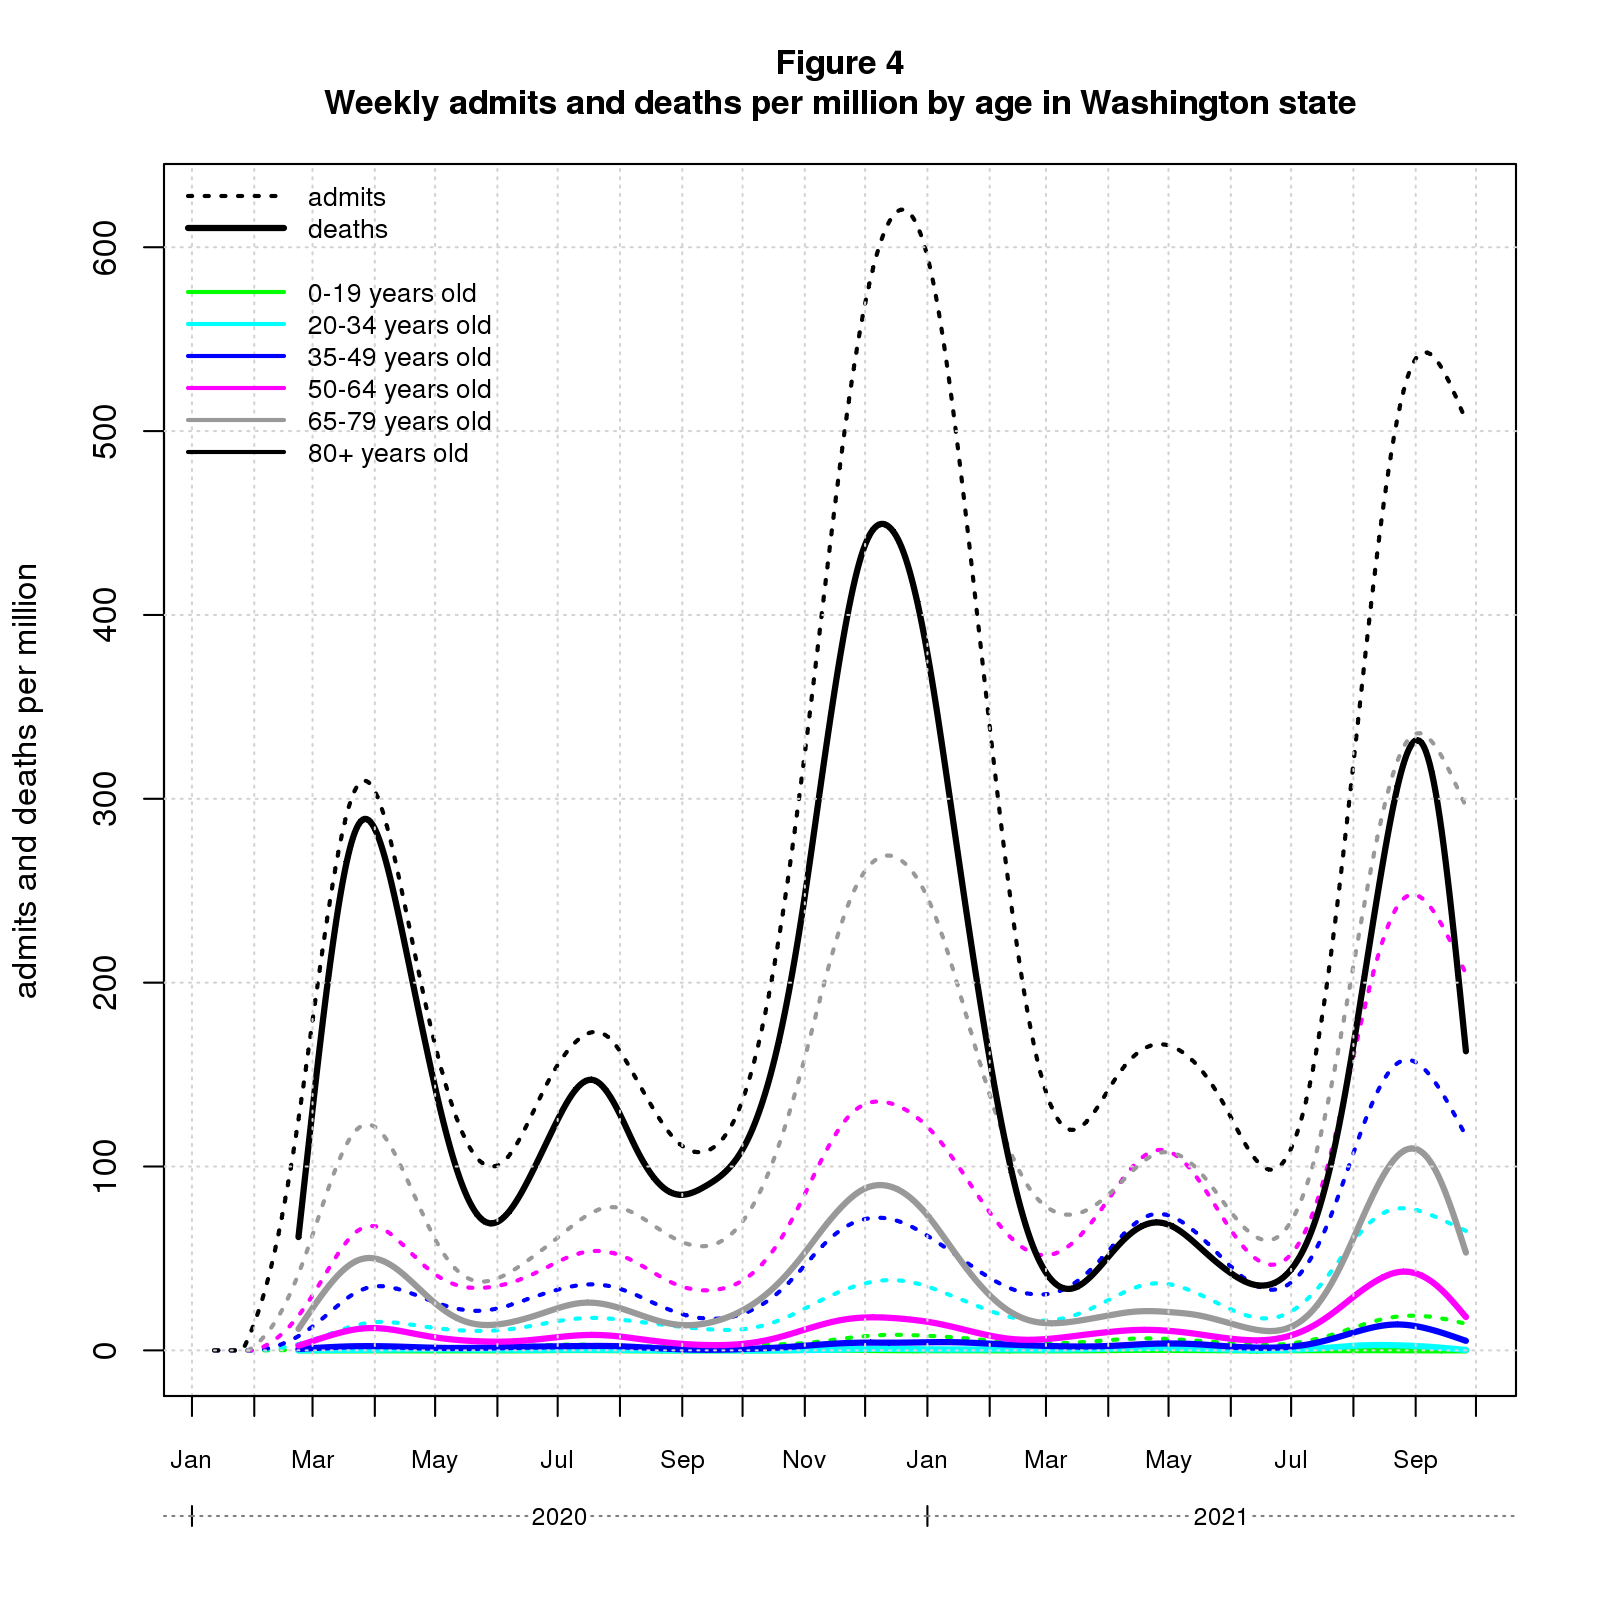 Figure 4
Weekly admits and deaths per million by age in Washington state
admits
deaths
0-19 years old
20-34 years old
35-49 years old
50-64 years old
65-79 years old
80+ years old
admits and deaths per million
600
500
400
300
200
100
0
Jan Mar May Jul Sep Nov Jan Mar May Jul Sep
2020 2021